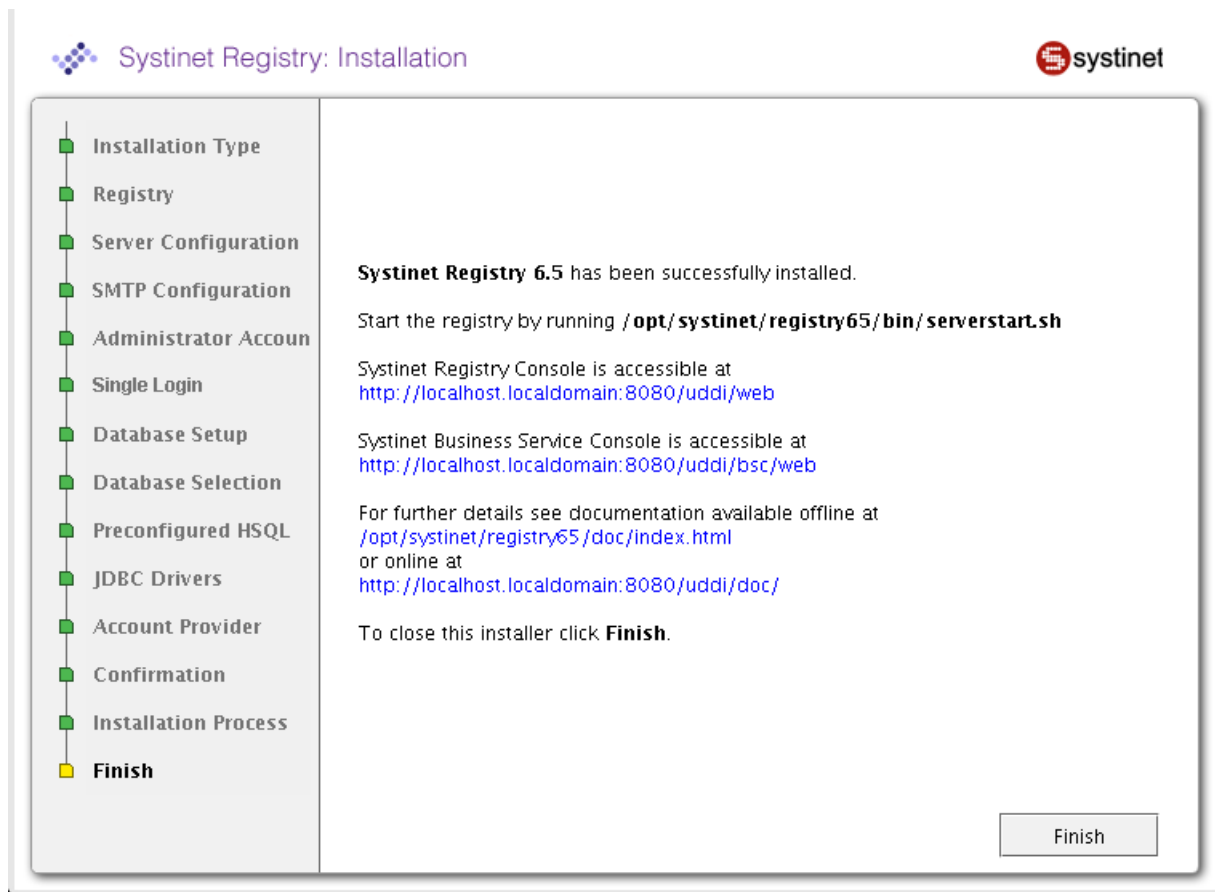 Systinet Registry: Installation
systinet
Installation Type
Registry
Server Configuration
SMTP Configuration
Administrator Accoun
Single Login
Database Setup
Database Selection
Preconfigured HSQL
JDBC Drivers
Account Provider
Confirmation
Installation Process
Finish
Systinet Registry 6.5 has been successfully installed.
Start the registry by running /opt/systinet/registry65/bin/serverstart.sh
Systinet Registry Console is accessible at
http://localhost.localdomain:8080/uddi/web
Systinet Business Service Console is accessible at
http://localhost.localdomain:8080/uddi/bsc/web
For further details see documentation available offline at
/opt/systinet/registry65/doc/index.html
or online at
http://localhost.localdomain:8080/uddi/doc/
To close this installer click Finish.
Finish